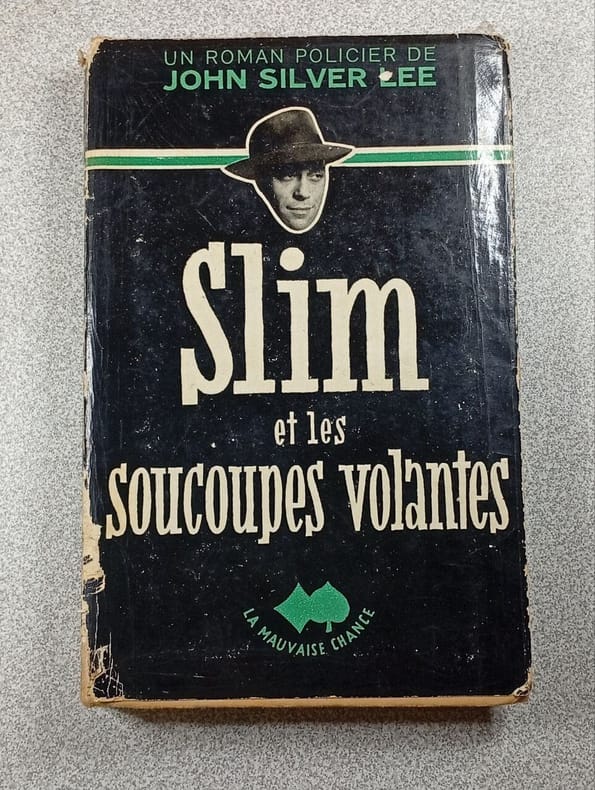 UN ROMAN POLICIER DE
JOHN SILVER LEE
Slim
et les
soucoupes volantes
LA MAUVAISE CHANCE